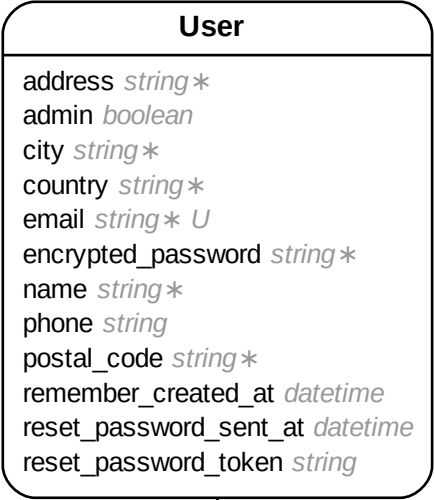 User
address string∗
admin boolean
city string∗
country string∗
email string∗ U
encrypted_password string∗
name string∗
phone string
postal_code string∗
remember_created_at datetime
reset_password_sent_at datetime
reset_password_token string